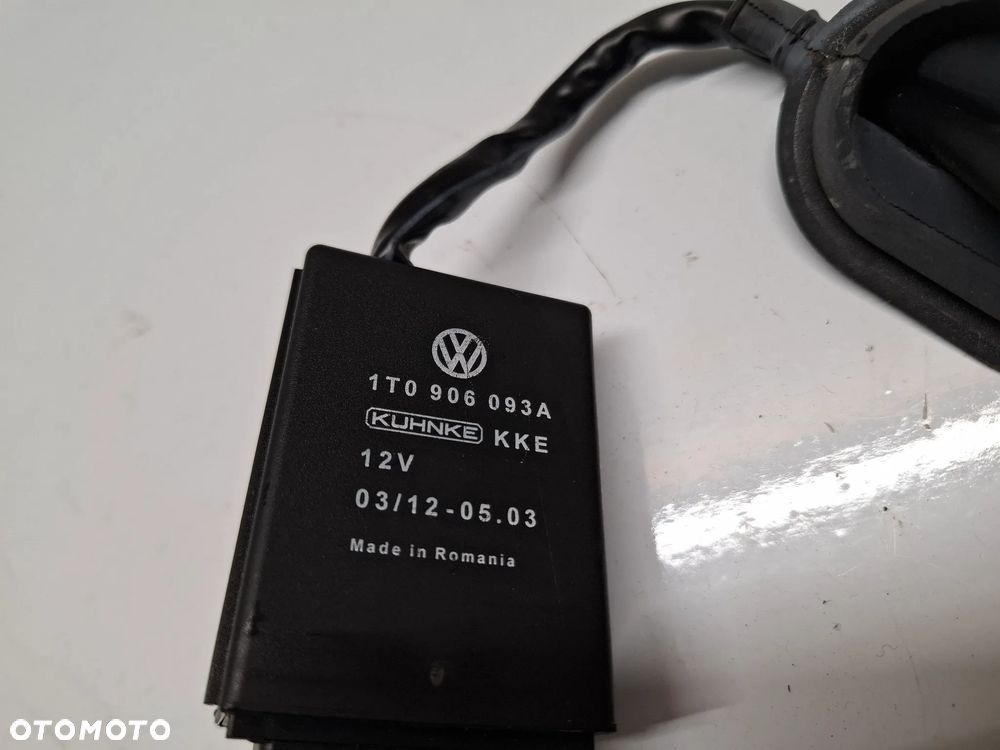 1T0 906 093A
KUHNKE KKE
12V
03/12-05.03
Made in Romania
OTOMOTO